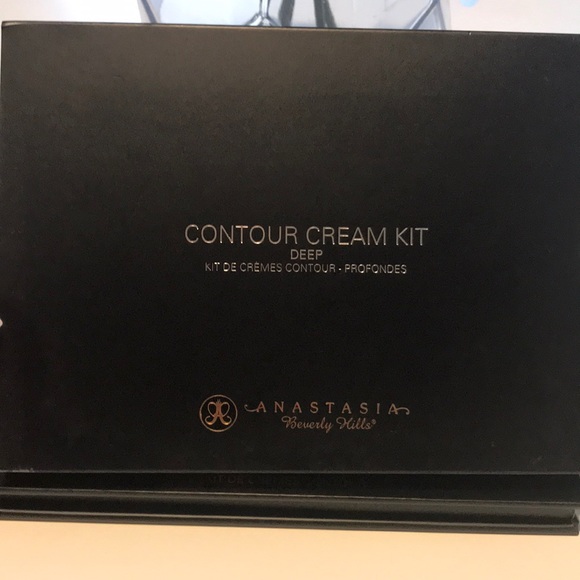 CONTOUR CREAM KIT
DEEP
KIT DE CRÈMES CONTOUR - PROFONDES
ANASTASIA
Beverly Hills®